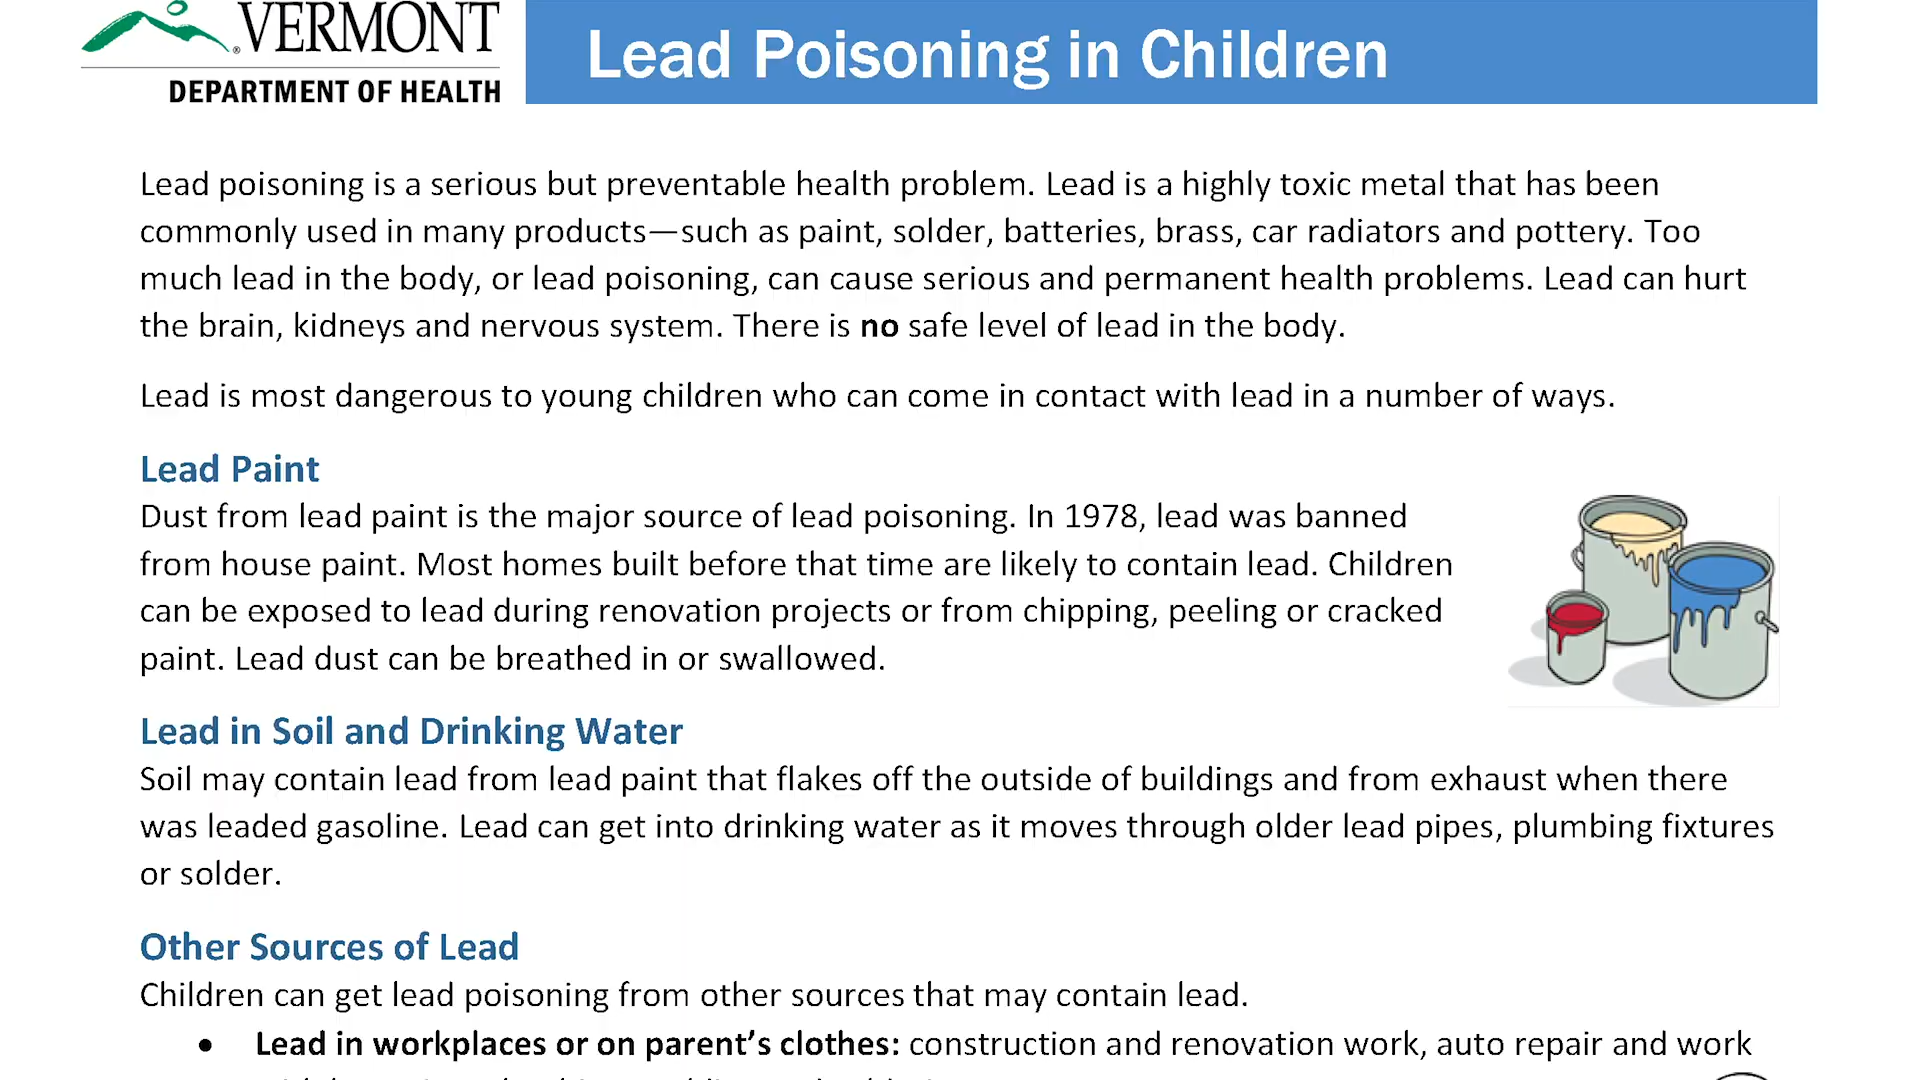 VERMONT
DEPARTMENT OF HEALTH
Lead Poisoning in Children
Lead poisoning is a serious but preventable health problem. Lead is a highly toxic metal that has been
commonly used in many products—such as paint, solder, batteries, brass, car radiators and pottery. Too
much lead in the body, or lead poisoning, can cause serious and permanent health problems. Lead can hurt
the brain, kidneys and nervous system. There is no safe level of lead in the body.
Lead is most dangerous to young children who can come in contact with lead in a number of ways.
Lead Paint
Dust from lead paint is the major source of lead poisoning. In 1978, lead was banned
from house paint. Most homes built before that time are likely to contain lead. Children
can be exposed to lead during renovation projects or from chipping, peeling or cracked
paint. Lead dust can be breathed in or swallowed.
Lead in Soil and Drinking Water
Soil may contain lead from lead paint that flakes off the outside of buildings and from exhaust when there
was leaded gasoline. Lead can get into drinking water as it moves through older lead pipes, plumbing fixtures
or solder.
Other Sources of Lead
Children can get lead poisoning from other sources that may contain lead.
• Lead in workplaces or on parent's clothes: construction and renovation work, auto repair and work